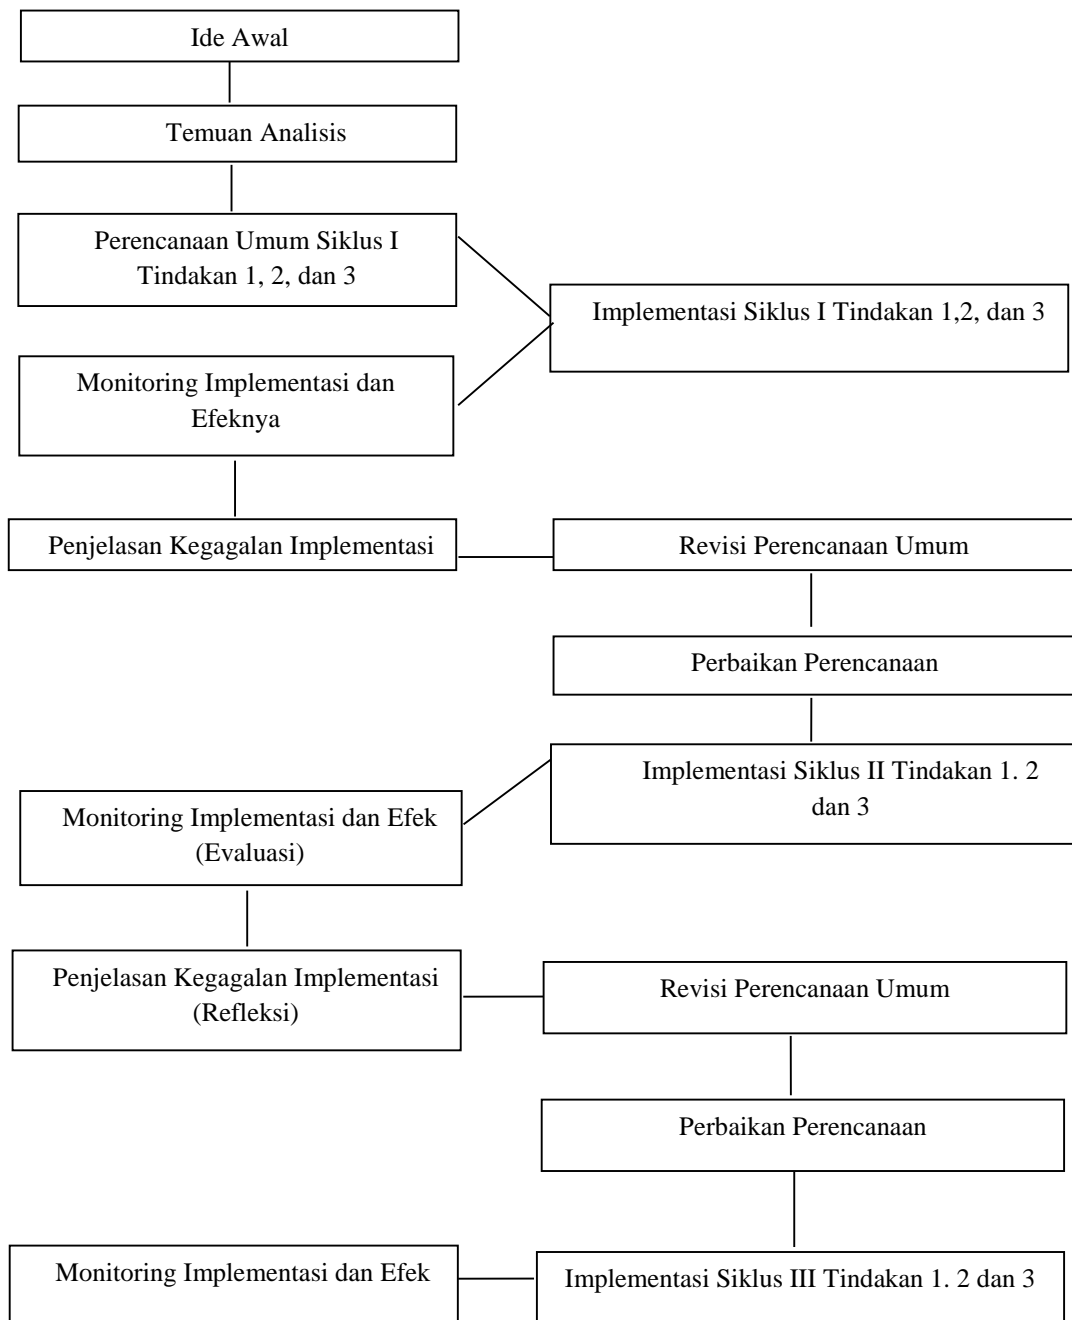 Ide Awal
Temuan Analisis
Perencanaan Umum Siklus I
Tindakan 1, 2, dan 3
Implementasi Siklus I Tindakan 1,2, dan 3
Monitoring Implementasi dan
Efeknya
Penjelasan Kegagalan Implementasi
Revisi Perencanaan Umum
Perbaikan Perencanaan
Implementasi Siklus II Tindakan 1. 2
dan 3
Monitoring Implementasi dan Efek
(Evaluasi)
Penjelasan Kegagalan Implementasi
(Refleksi)
Revisi Perencanaan Umum
Perbaikan Perencanaan
Implementasi Siklus III Tindakan 1. 2 dan 3
Monitoring Implementasi dan Efek